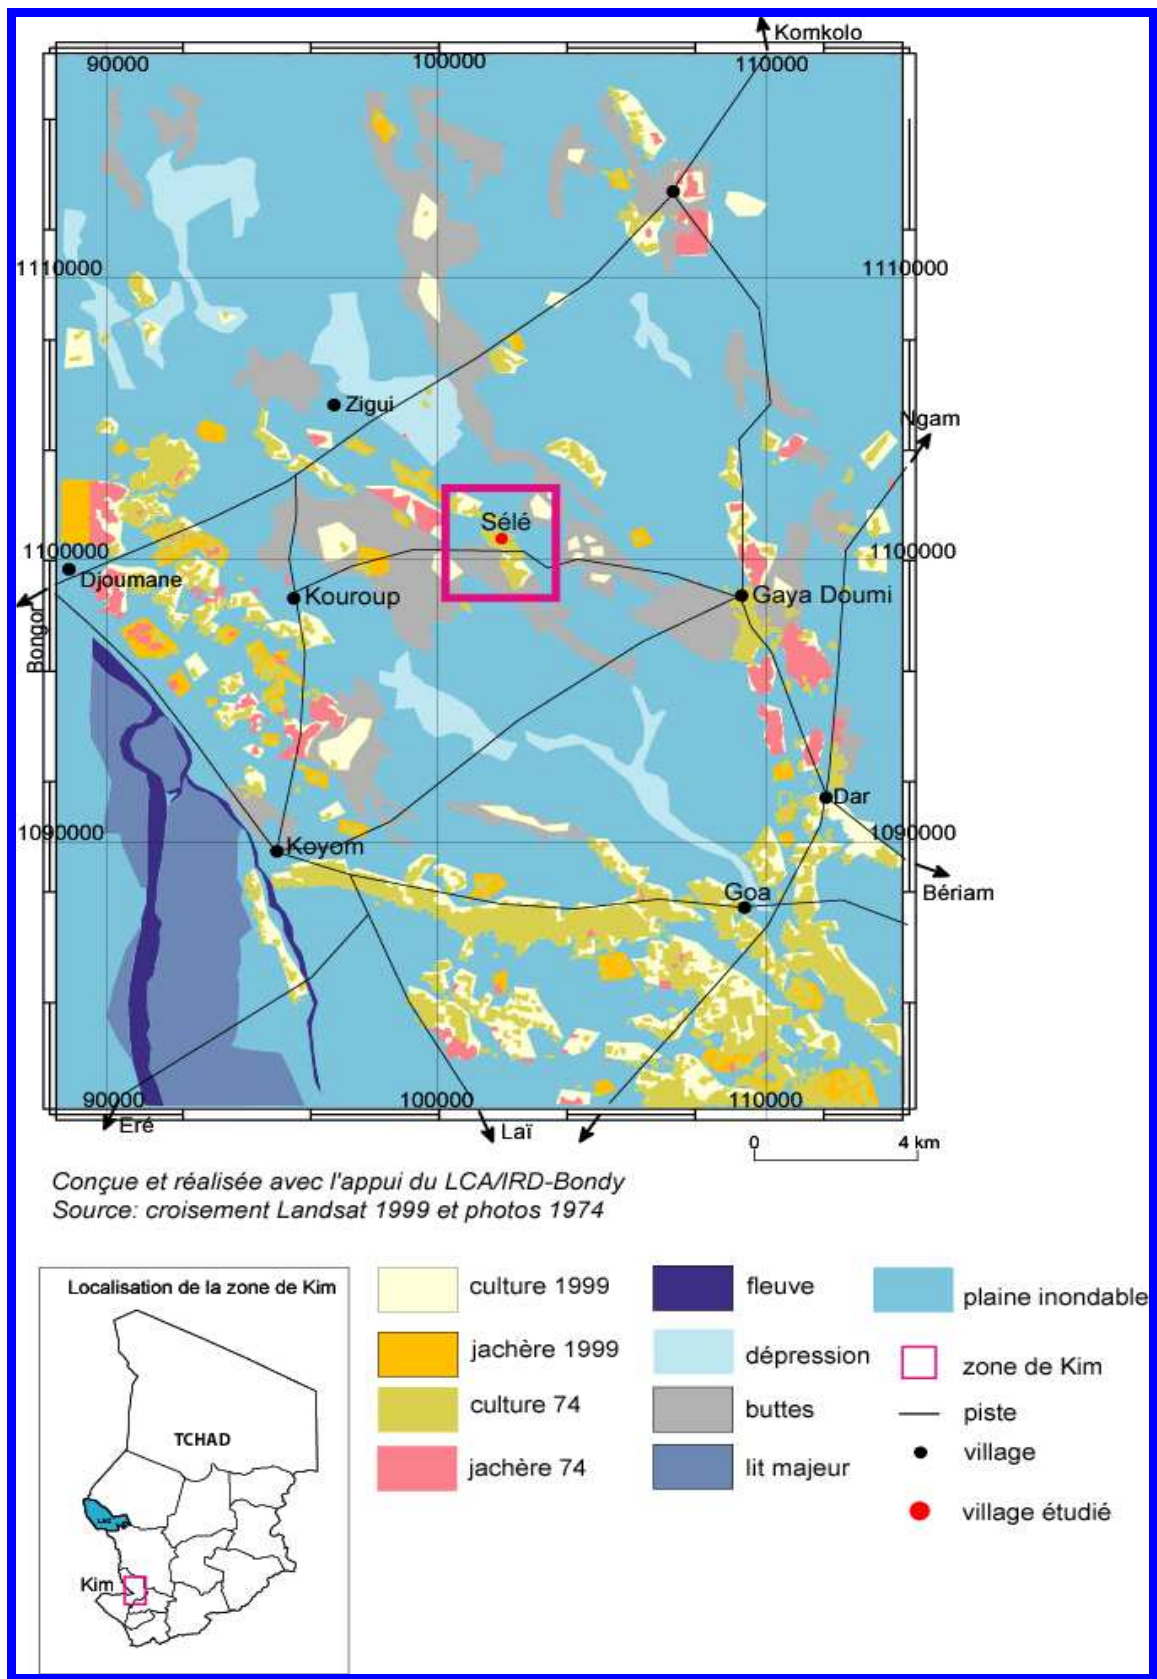 Komkolo
90000
100000
110000
1110000
1110000
Zigui
Ngam
Sélé
1100000
1100000
Djoumane
Kouroup
Gaya Doumi
Bongor
Dar
1090000
1090000
Koyom
Goa
Bériam
90000
100000
110000
Eré
Laï
0
4 km
Conçue et réalisée avec l'appui du LCA/IRD-Bondy
Source: croisement Landsat 1999 et photos 1974
Localisation de la zone de Kim
TCHAD
LAC
Kim
culture 1999
jachère 1999
culture 74
jachère 74
fleuve
dépression
buttes
lit majeur
plaine inondable
zone de Kim
piste
village
village étudié